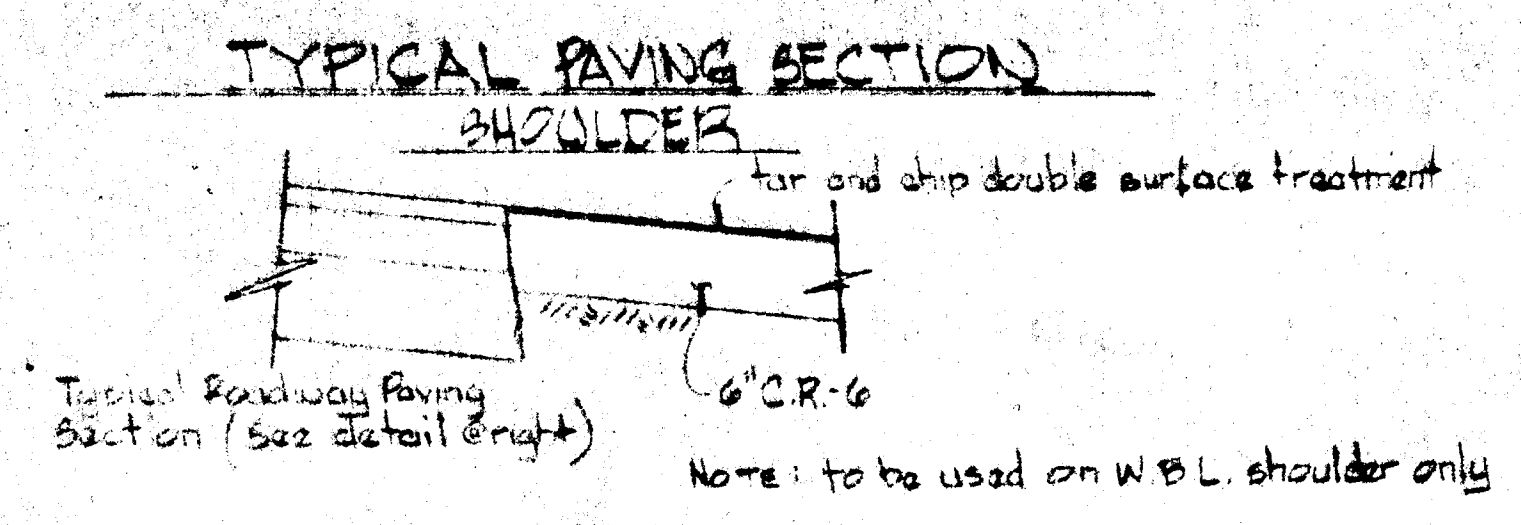 TYPICAL PAVING SECTION
SHOULDER
tar and chip double surface treatment
6" C.R.-6
Typical Roadway Paving
Section (See detail @ right)
NOTE: to be used on W.B.L. shoulder only